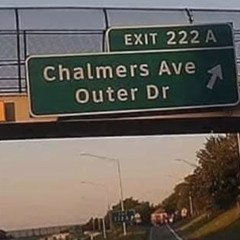 EXIT 222 A
Chalmers Ave
Outer Dr